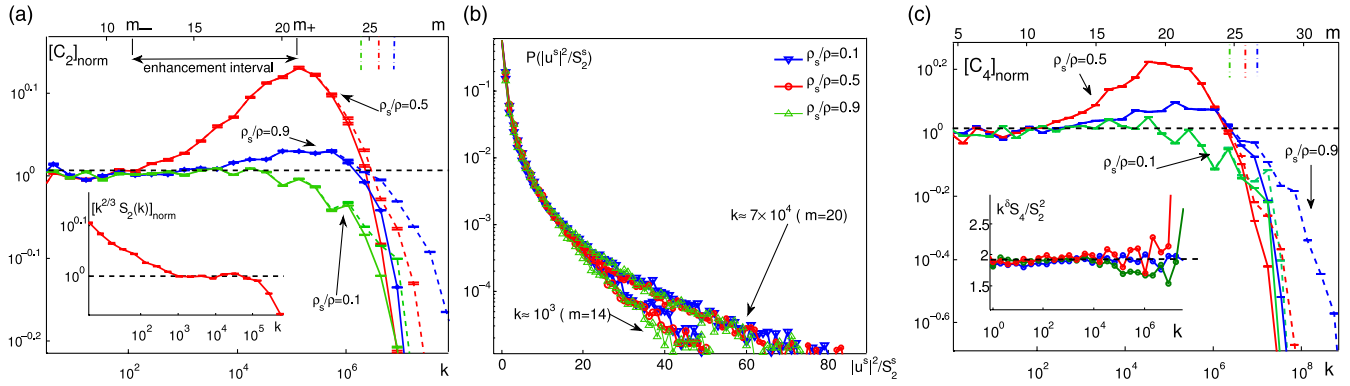 (a)
10 m– 15 20 m+ 25 m
[C₂]norm
enhancement interval
10^0.1
ρs/ρ=0.5
ρs/ρ=0.9
10^0
[k^2/3 S₂(k)]norm
10^0.1
10^0
ρs/ρ=0.1
10^-0.1
10^2 10^3 10^5 k
10^-0.2
10^2 10^4 10^6 k
(b)
P(|u^s|^2/S₂^s)
ρs/ρ=0.1
ρs/ρ=0.5
ρs/ρ=0.9
10^-1
10^-2
10^-3
10^-4
k≈ 7× 10^4 ( m=20)
k≈ 10^3 ( m=14)
0 20 40 60 80 |u^s|^2/S₂^s
(c)
5 10 15 20 25 30 m
10^0.2
[C₄]norm
ρs/ρ=0.5
10^0
ρs/ρ=0.1
ρs/ρ=0.9
10^-0.2
k^δS₄/S₂^2
2.5
2
1.5
10^0 10^2 10^4 10^6 k
10^-0.4
10^-0.6
10^2 10^4 10^6 10^8 k